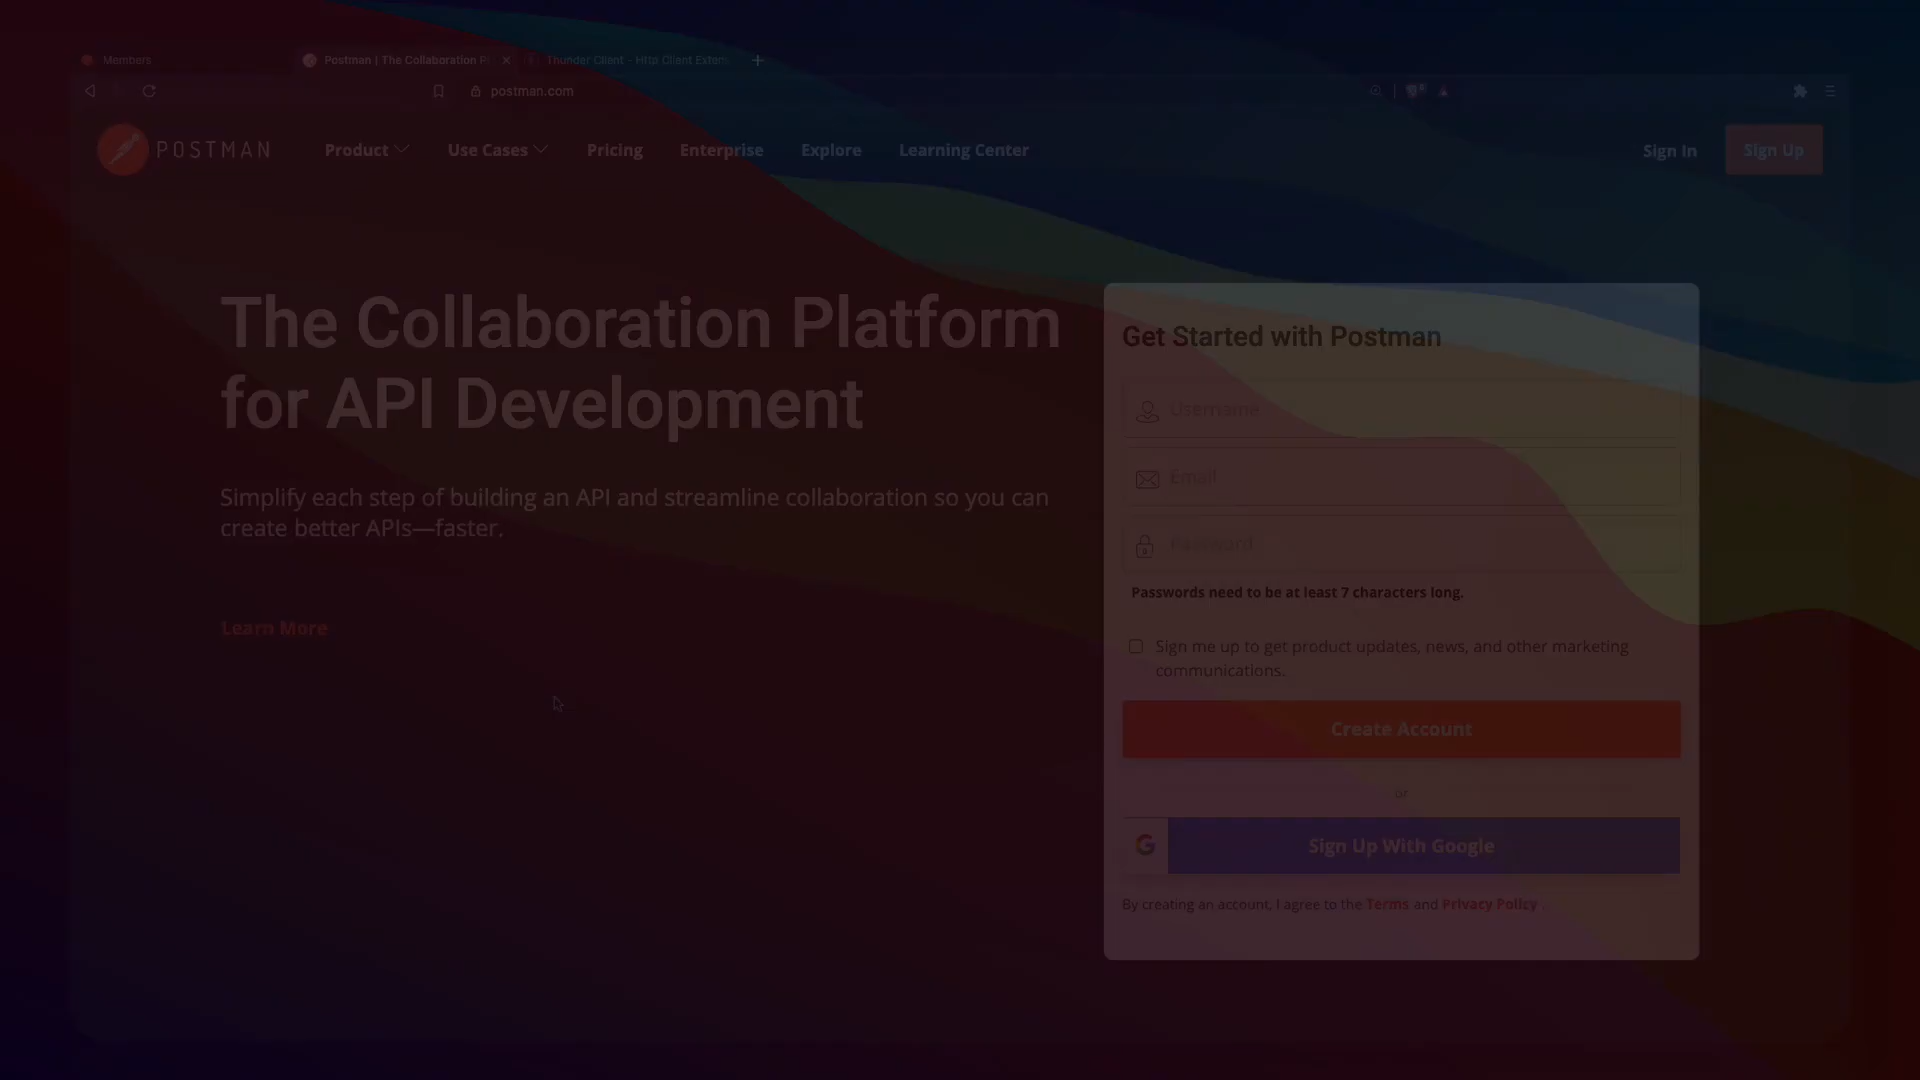 Members
Postman | The Collaboration Pl
Thunder Client - Http Client Exten
postman.com
POSTMAN
Product
Use Cases
Pricing
Enterprise
Explore
Learning Center
Sign In
Sign Up
The Collaboration Platform
for API Development
Simplify each step of building an API and streamline collaboration so you can
create better APIs—faster.
Learn More
Get Started with Postman
Username
Email
Password
Passwords need to be at least 7 characters long.
Sign me up to get product updates, news, and other marketing
communications.
Create Account
or
Sign Up With Google
By creating an account, I agree to the Terms and Privacy Policy .